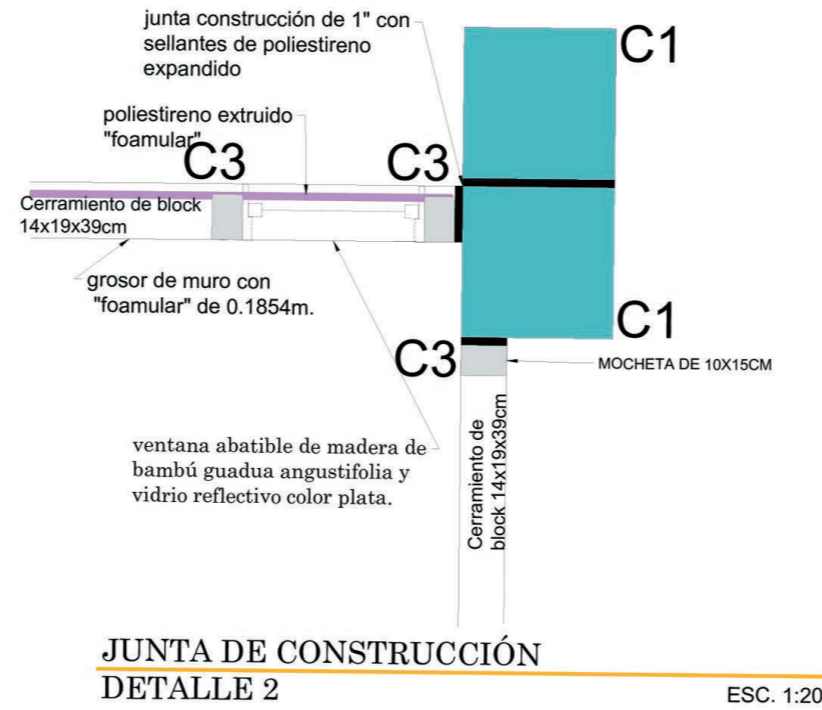 junta construcción de 1" con
sellantes de poliestireno
expandido
C1
poliestireno extruido
"foamular"
C3
C3
Cerramiento de block
14x19x39cm
grosor de muro con
"foamular" de 0.1854m.
C1
C3
MOCHETA DE 10X15CM
ventana abatible de madera de
bambú guadua angustifolia y
vidrio reflectivo color plata.
Cerramiento de
block 14x19x39cm
JUNTA DE CONSTRUCCIÓN
DETALLE 2
ESC. 1:20